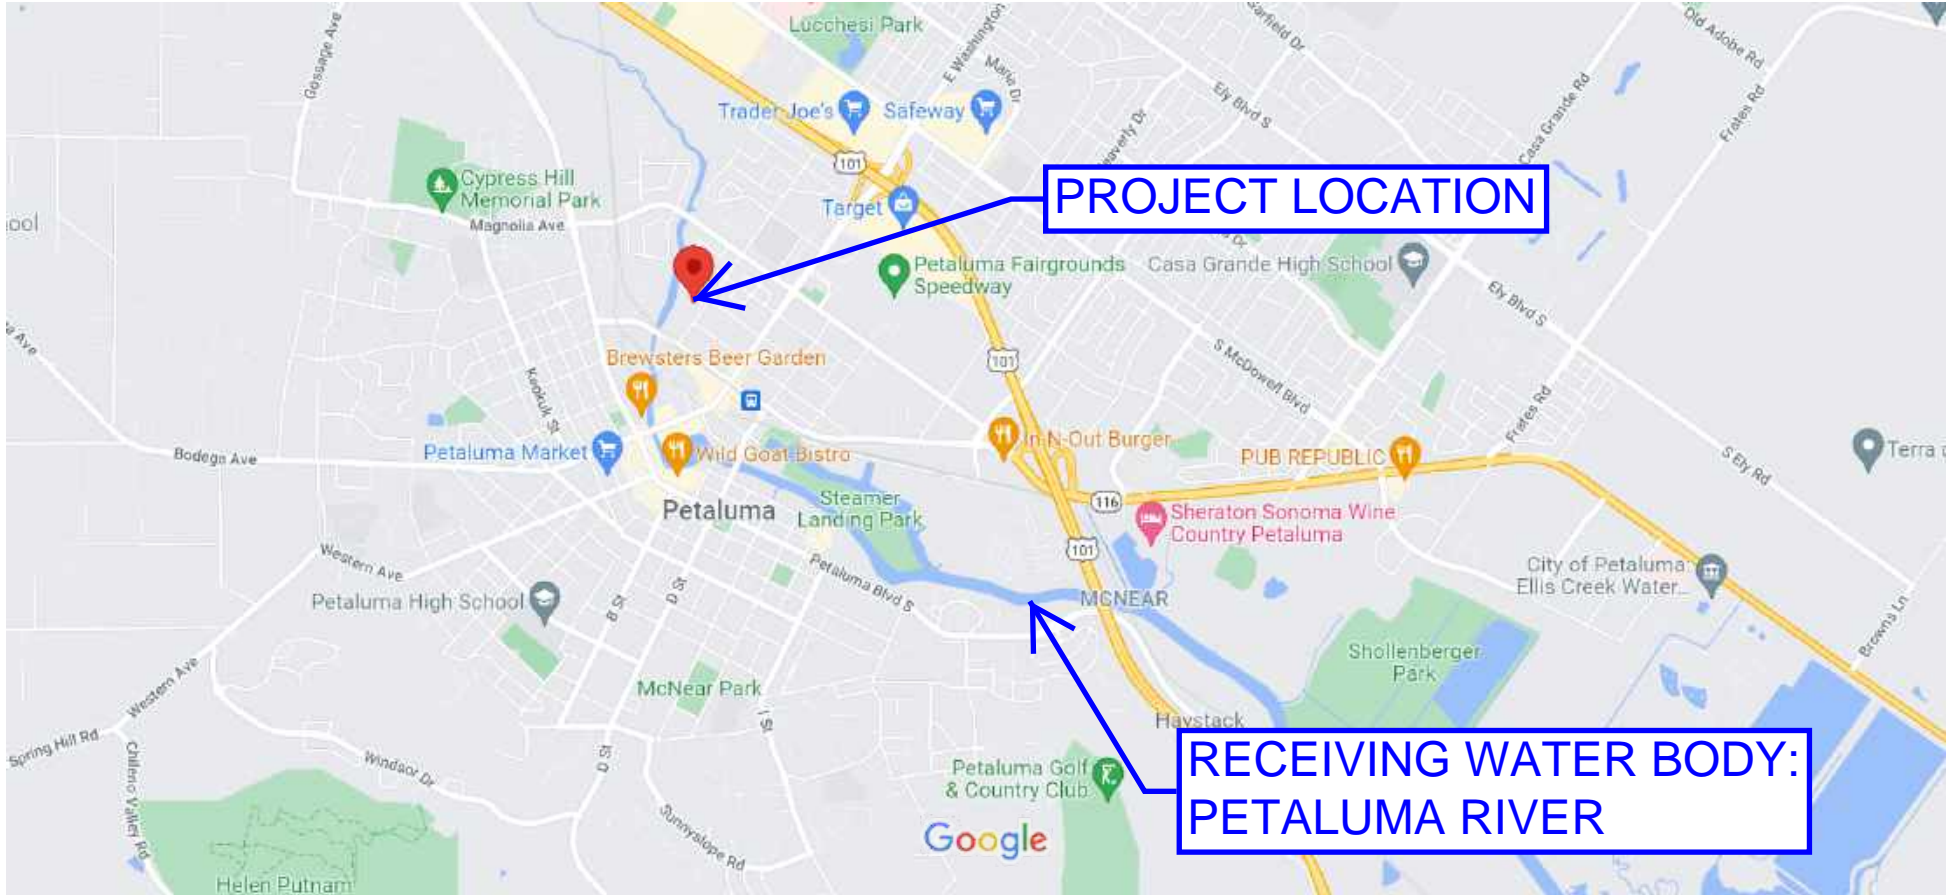 Gossage Ave
Lucchesi Park
E Washington
Garfield Dr
Old Adobe Rd
Maria Dr
Trader Joe's
Safeway
Ely Blvd S
Casa Grande Rd
Frates Rd
101
PROJECT LOCATION
Cypress Hill
Memorial Park
Magnolia Ave
Target
Petaluma Fairgrounds
Speedway
Casa Grande High School
Ely Blvd S
Brewsters Beer Garden
101
S McDowell Blvd
Keokuk St
Frates Rd
Petaluma Market
Wild Goat Bistro
In-N-Out Burger
PUB REPUBLIC
Bodega Ave
S Ely Rd
Terra
Petaluma
Steamer
Landing Park
116
Sheraton Sonoma Wine
Country Petaluma
101
Western Ave
Petaluma Blvd S
City of Petaluma:
Ellis Creek Water...
Petaluma High School
B St
D St
MCNEAR
Browns Ln
Shollenberger
Park
McNear Park
Western Ave
I St
Haystack
Spring Hill Rd
Chileno Valley Rd
Windsor Dr
D St
RECEIVING WATER BODY:
PETALUMA RIVER
Petaluma Golf
& Country Club
Sunnyslope Rd
Google
Helen Putnam